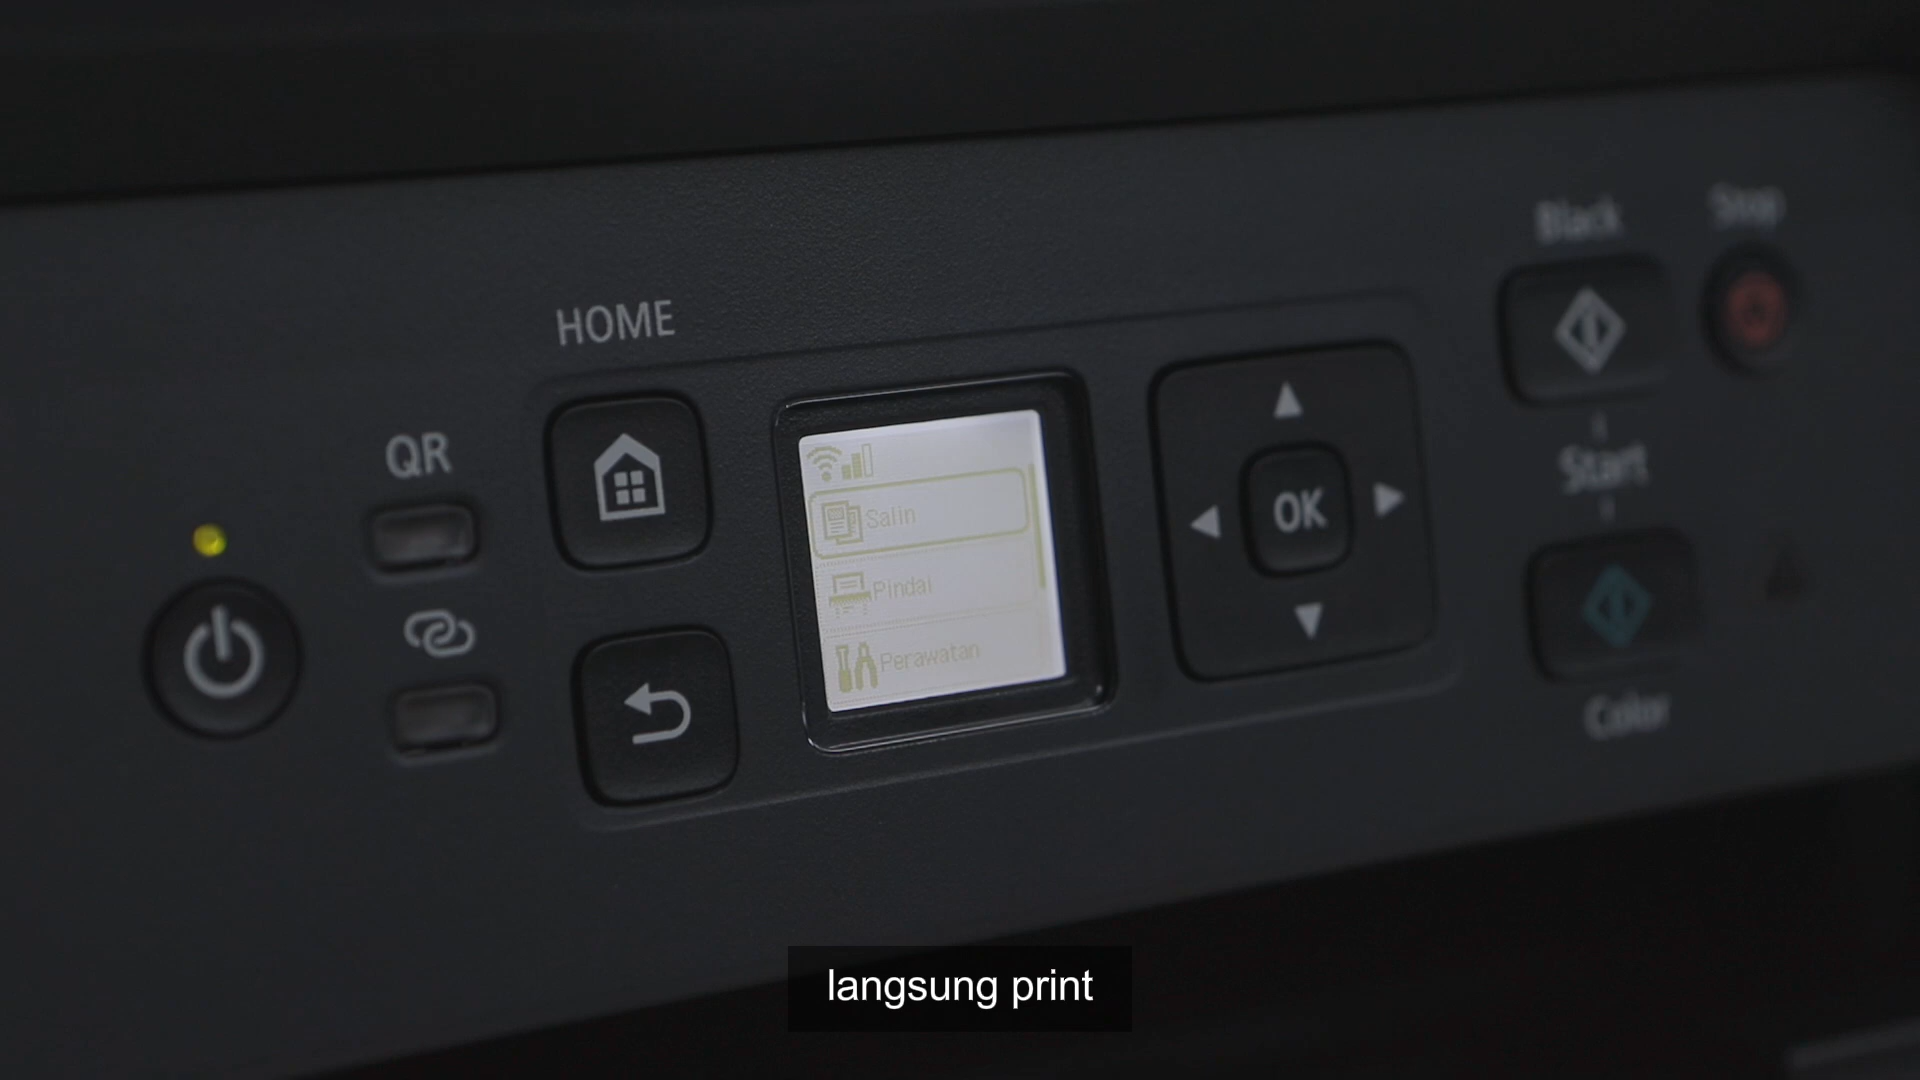 HOME
QR
Salin
Pindai
Perawatan
OK
Black
Stop
Start
Color
langsung print